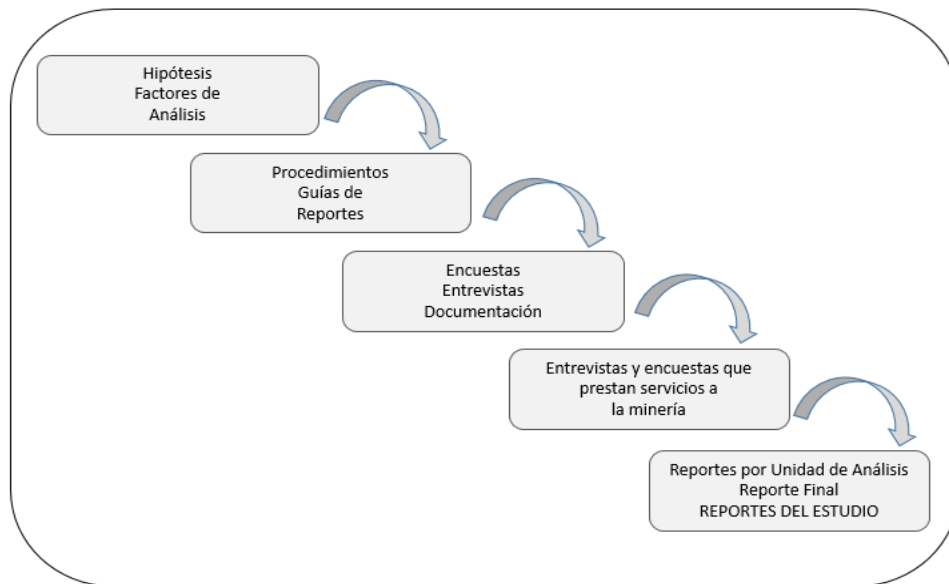 Hipótesis
Factores de
Análisis
Procedimientos
Guías de
Reportes
Encuestas
Entrevistas
Documentación
Entrevistas y encuestas que
prestan servicios a
la minería
Reportes por Unidad de Análisis
Reporte Final
REPORTES DEL ESTUDIO